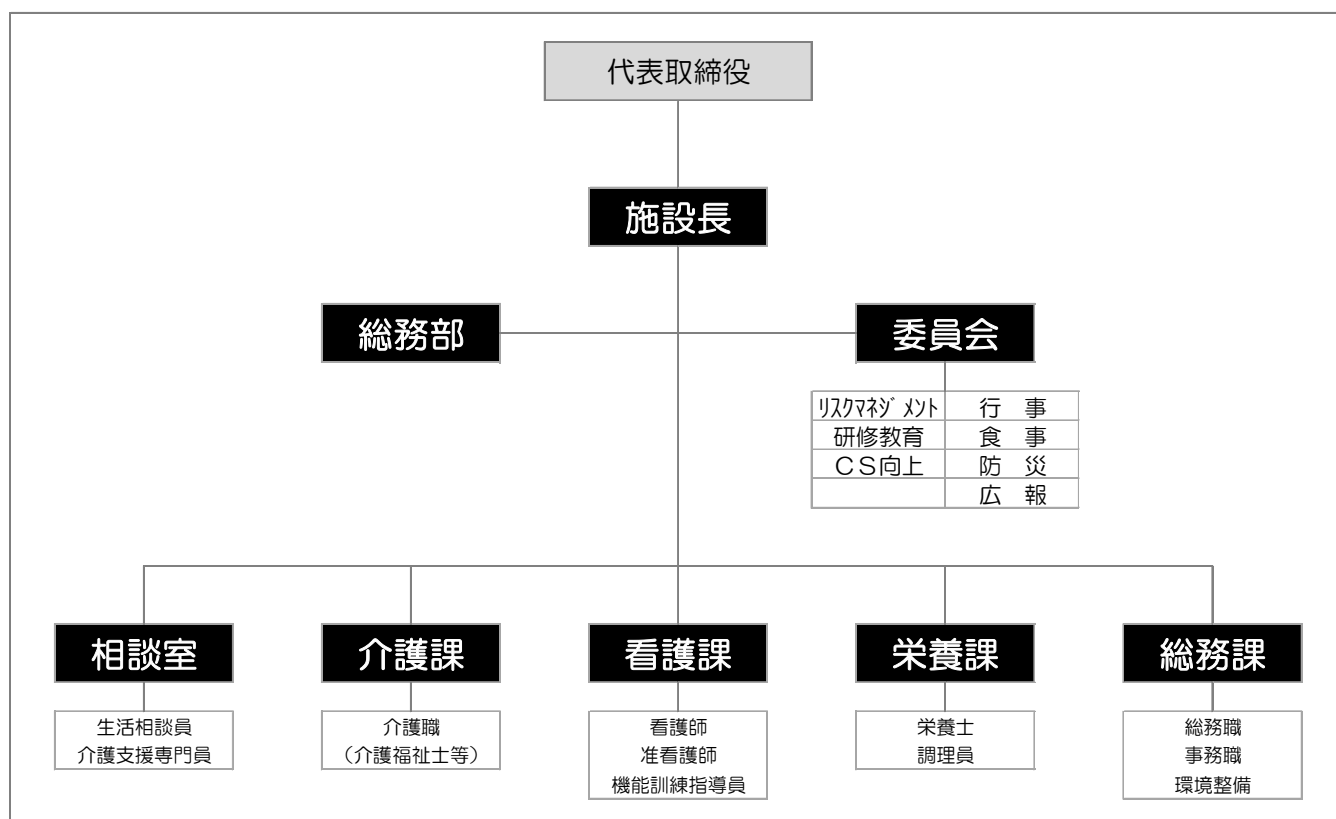 代表取締役
施設長
総務部
委員会
ﾘｽｸﾏﾈｼﾞﾒﾝﾄ 行　事
研修教育 食　事
ＣＳ向上 防　災
広　報
相談室 介護課 看護課 栄養課 総務課
生活相談員 介護職 看護師 栄養士 総務職
介護支援専門員 （介護福祉士等） 准看護師 調理員 事務職
機能訓練指導員 環境整備